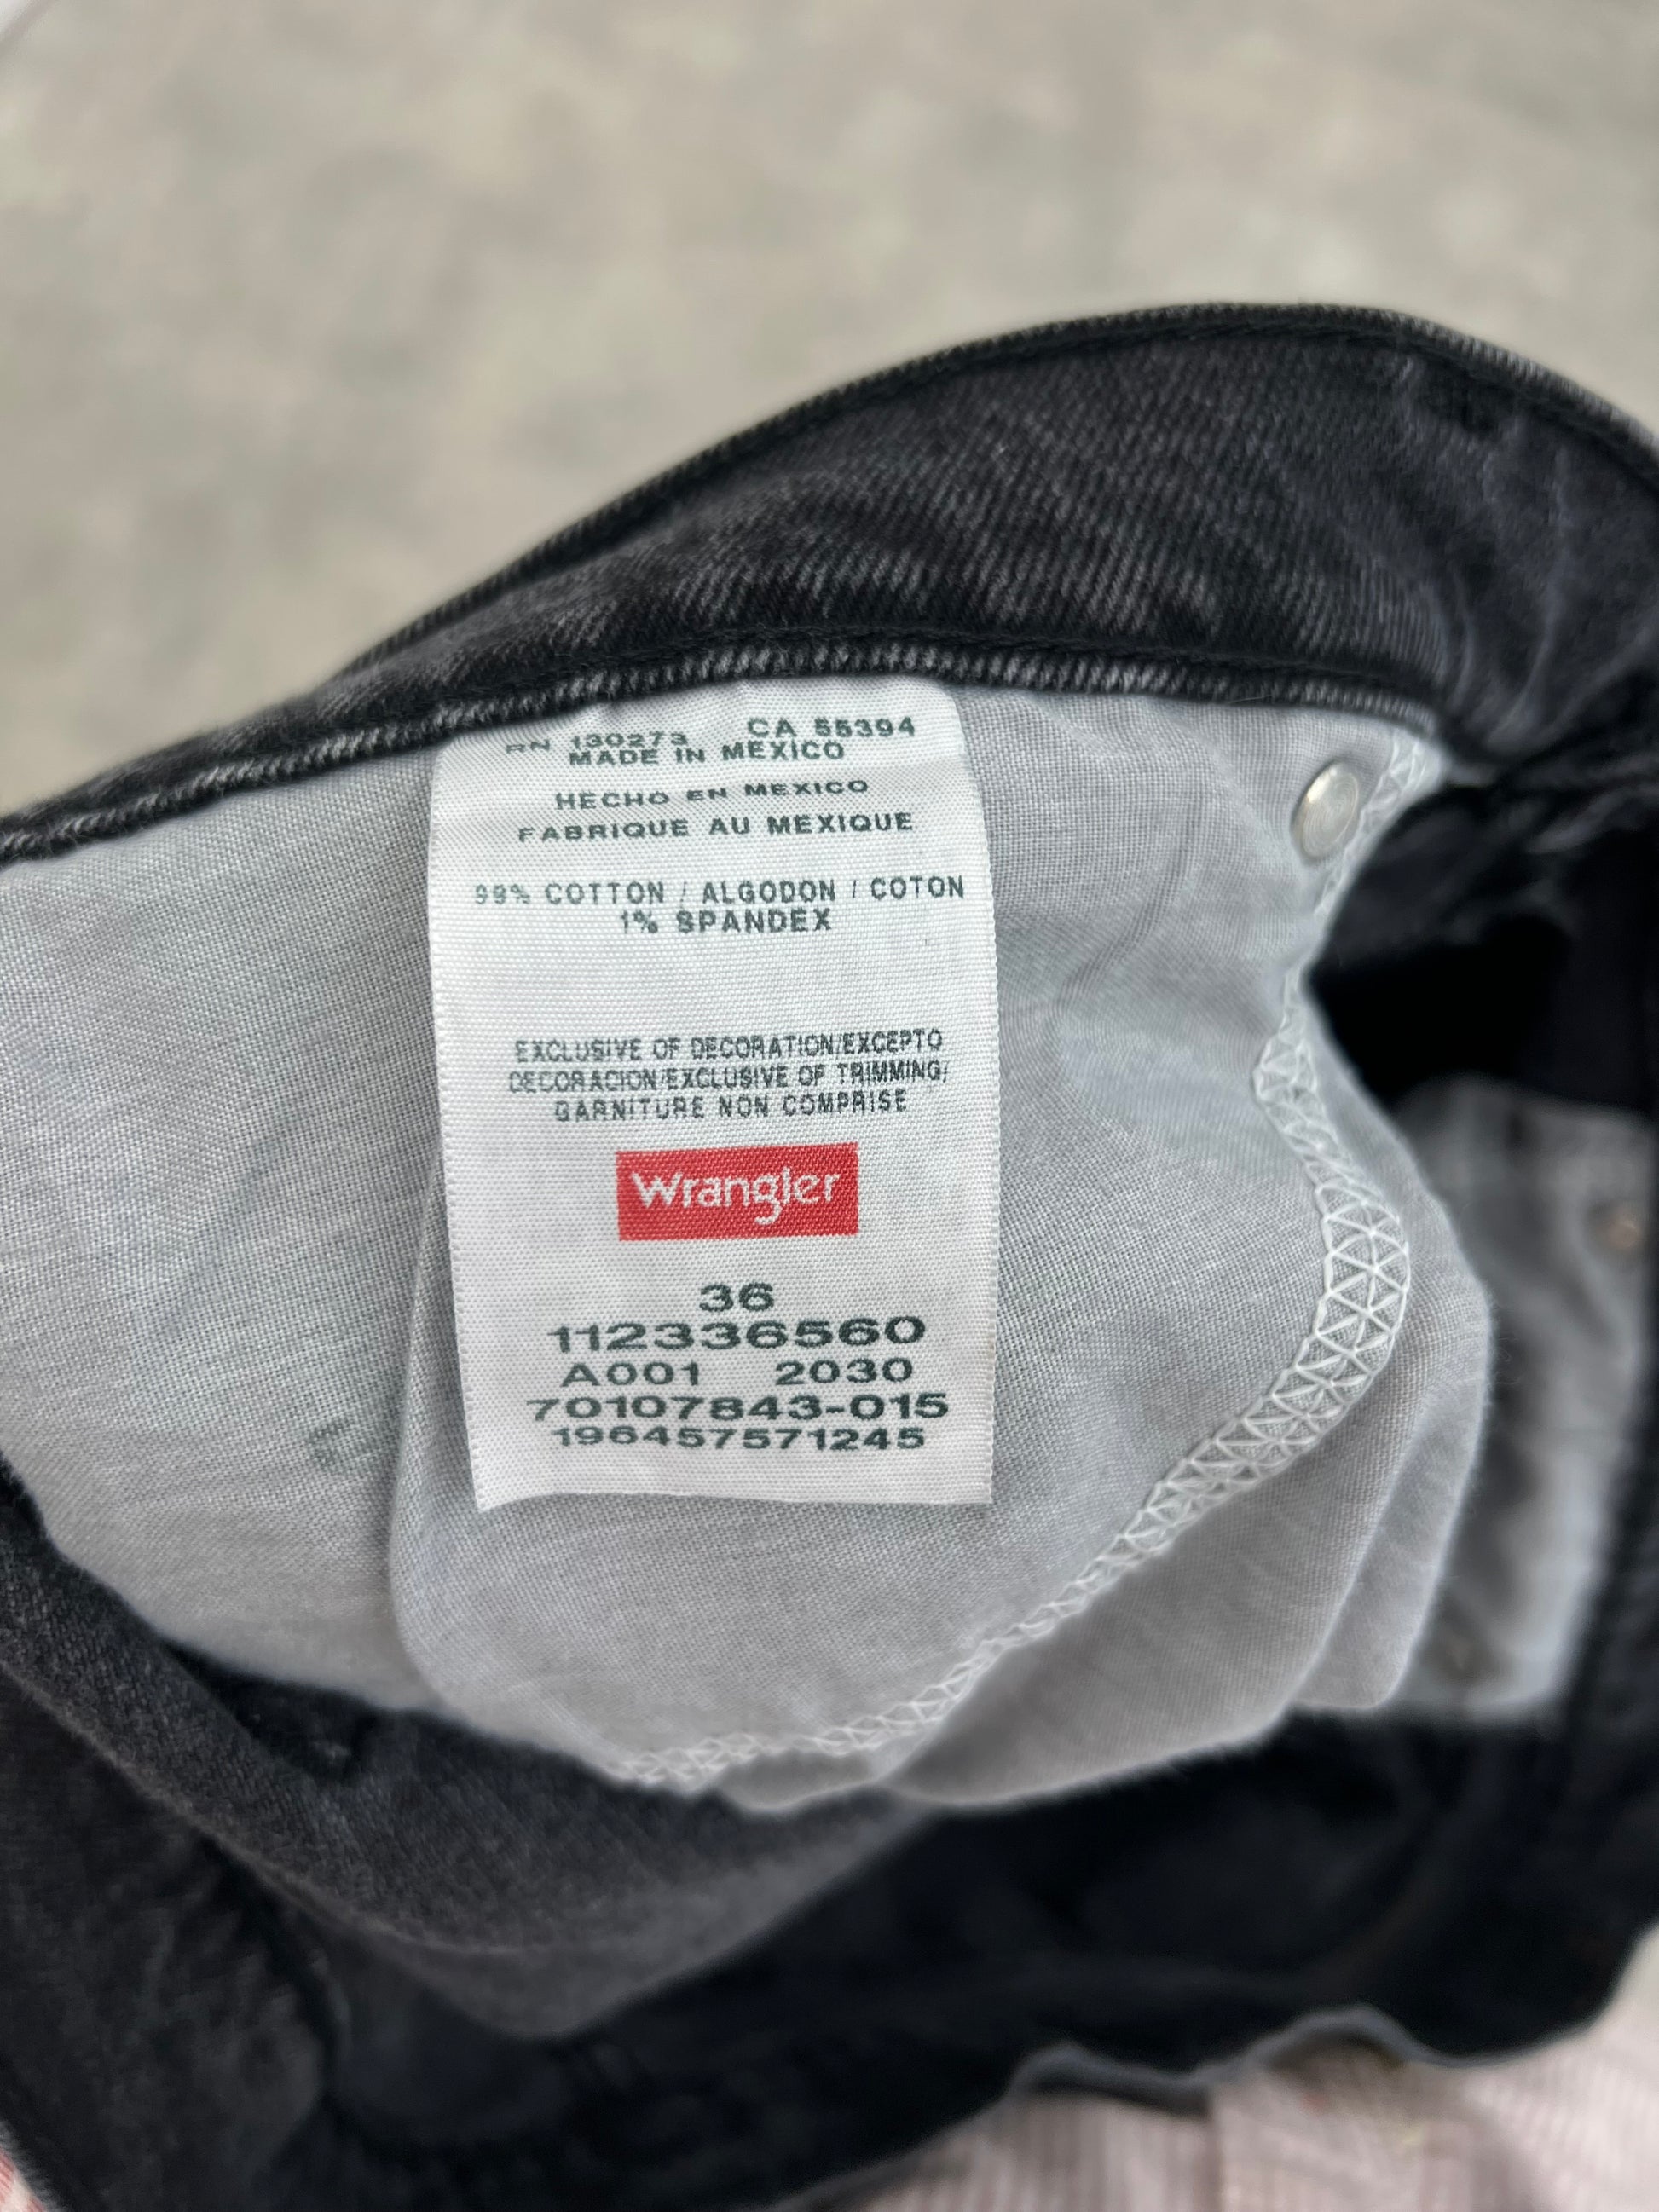 RN 130273 CA 55394
MADE IN MEXICO
HECHO EN MEXICO
FABRIQUE AU MEXIQUE
99% COTTON / ALGODON / COTON
1% SPANDEX
EXCLUSIVE OF DECORATION/EXCEPTO
DECORACION/EXCLUSIVE OF TRIMMING/
GARNITURE NON COMPRISE
Wrangler
36
112336560
A001 2030
70107843-015
196457571245